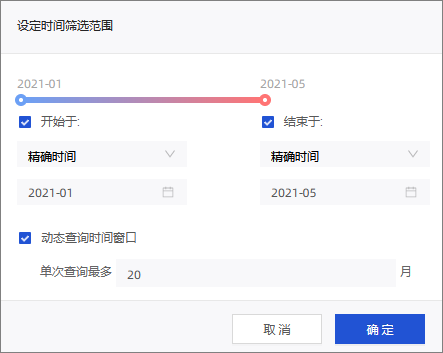 设定时间筛选范围
2021-01 2021-05
开始于: 结束于:
精确时间 精确时间
2021-01 2021-05
动态查询时间窗口
单次查询最多 20 月
取消 确定